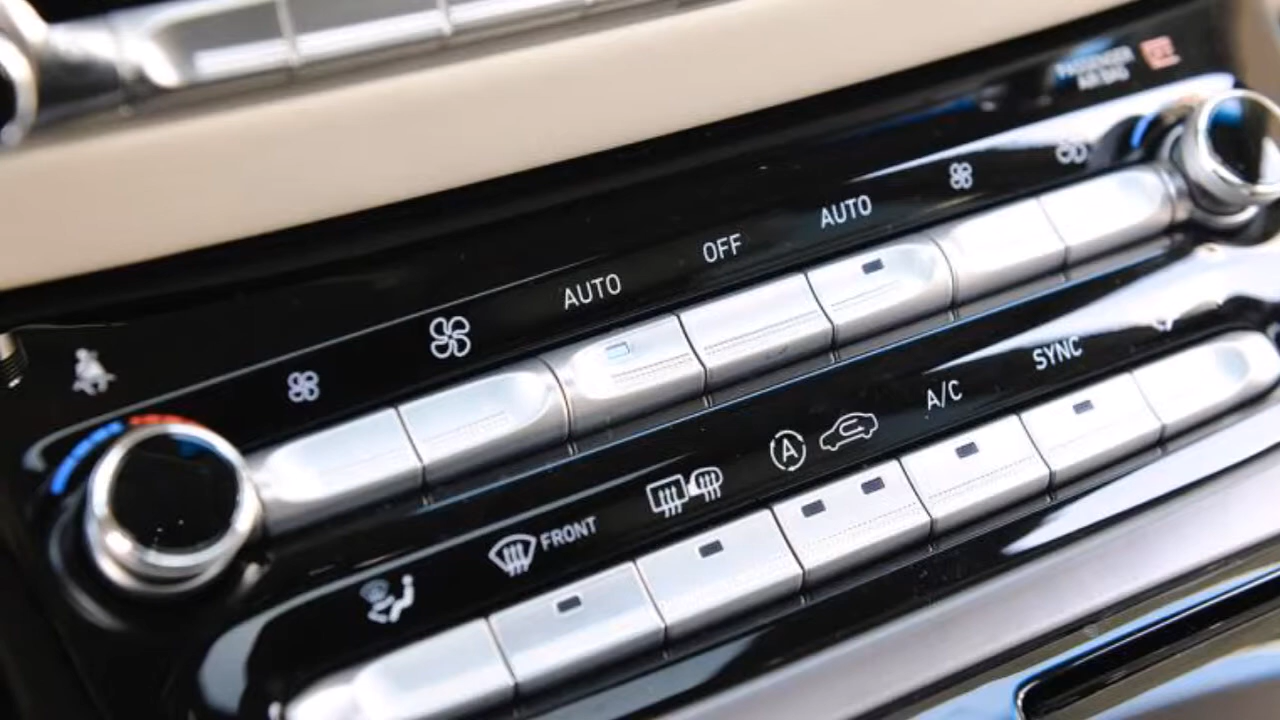 PASSENGER
AIR BAG
AUTO
OFF
AUTO
FRONT
A
A/C
SYNC